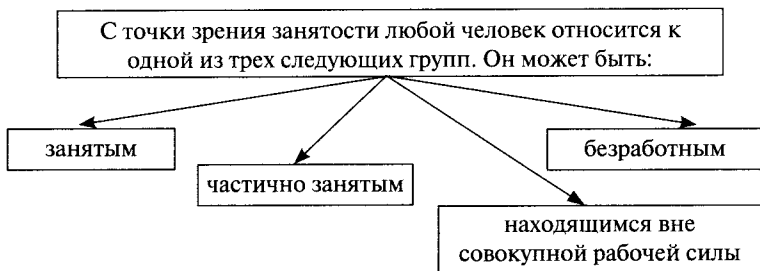 С точки зрения занятости любой человек относится к
одной из трех следующих групп. Он может быть:
занятым
безработным
частично занятым
находящимся вне
совокупной рабочей силы